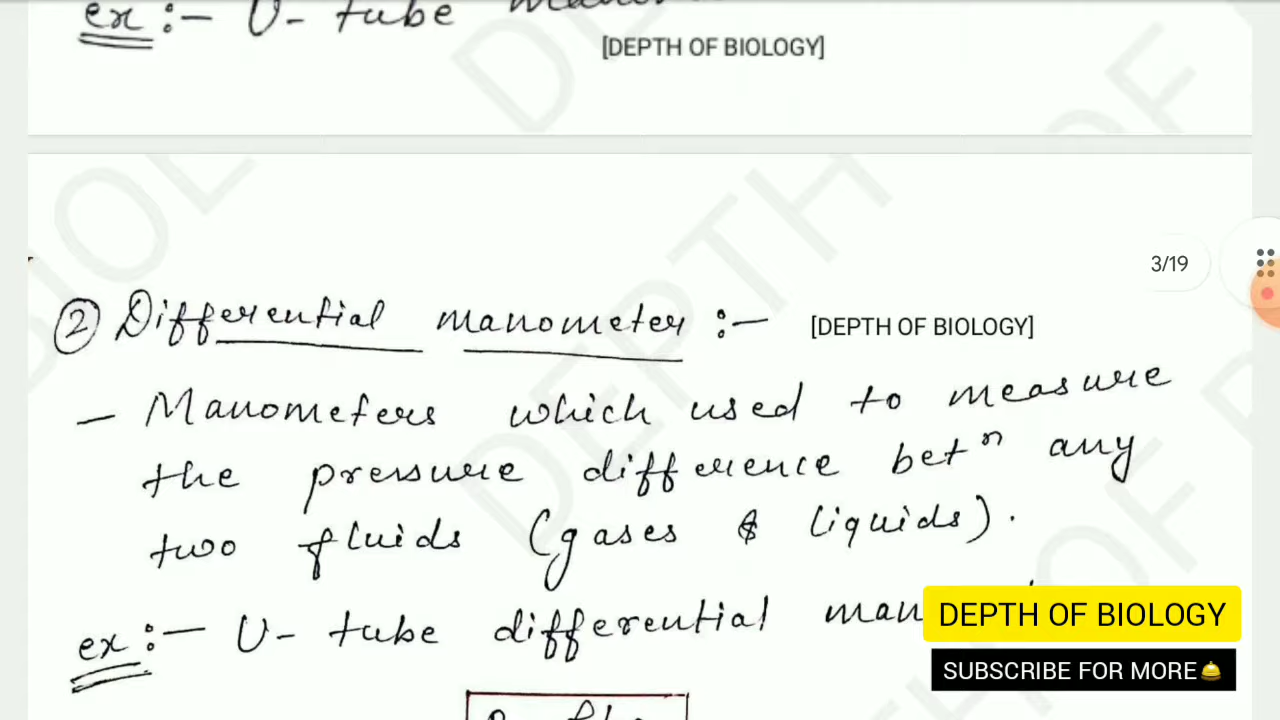 ex :- U- tube
[DEPTH OF BIOLOGY]
3/19
② Differential manometer :-
[DEPTH OF BIOLOGY]
- Manometers which used to measure
the pressure difference betⁿ any
two fluids (gases & liquids).
ex :- U- tube differential
DEPTH OF BIOLOGY
SUBSCRIBE FOR MORE